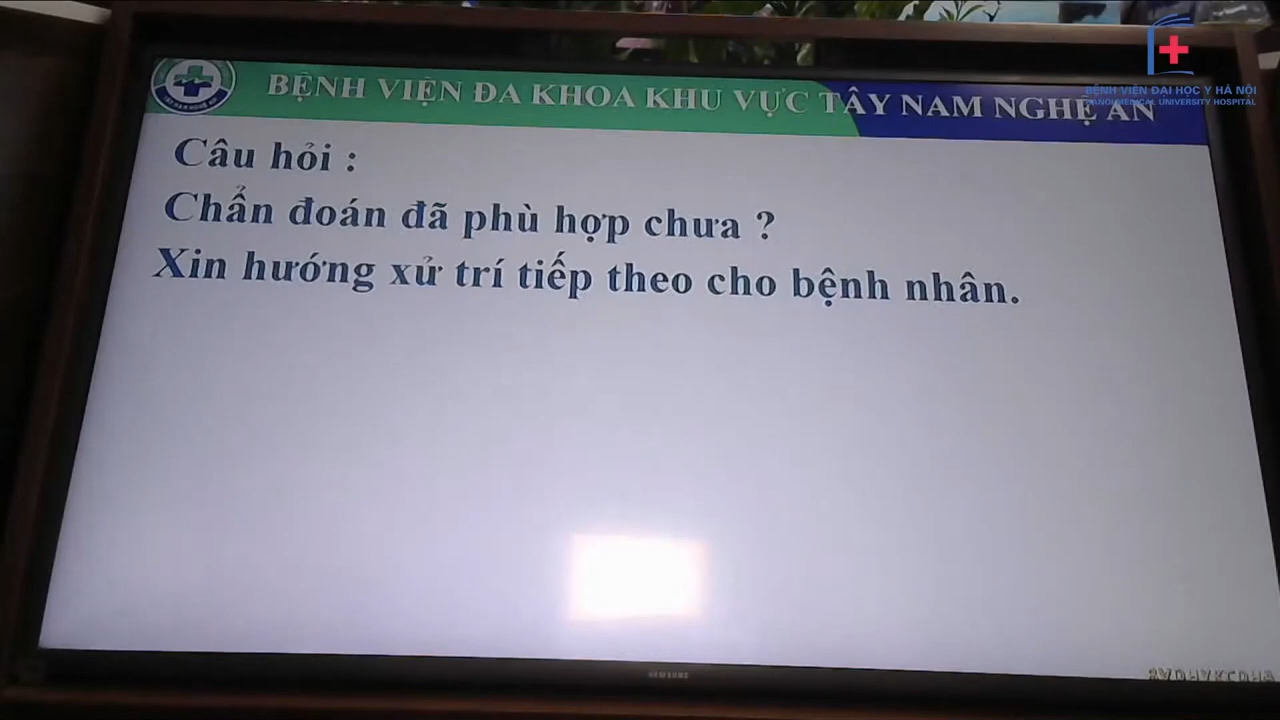 BỆNH VIỆN ĐA KHOA KHU VỰC TÂY NAM NGHỆ AN
BỆNH VIỆN ĐẠI HỌC Y HÀ NỘI
HANOI MEDICAL UNIVERSITY HOSPITAL
Câu hỏi :
Chẩn đoán đã phù hợp chưa ?
Xin hướng xử trí tiếp theo cho bệnh nhân.
SAMSUNG